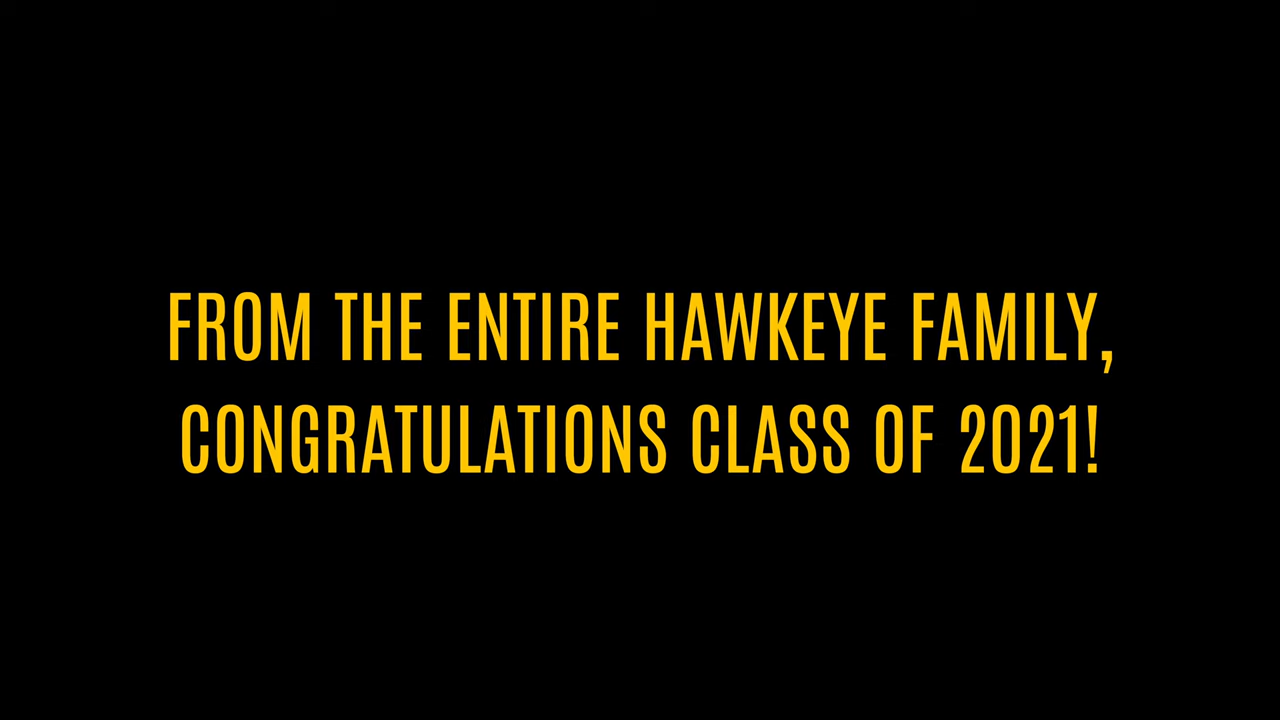 FROM THE ENTIRE HAWKEYE FAMILY,
CONGRATULATIONS CLASS OF 2021!